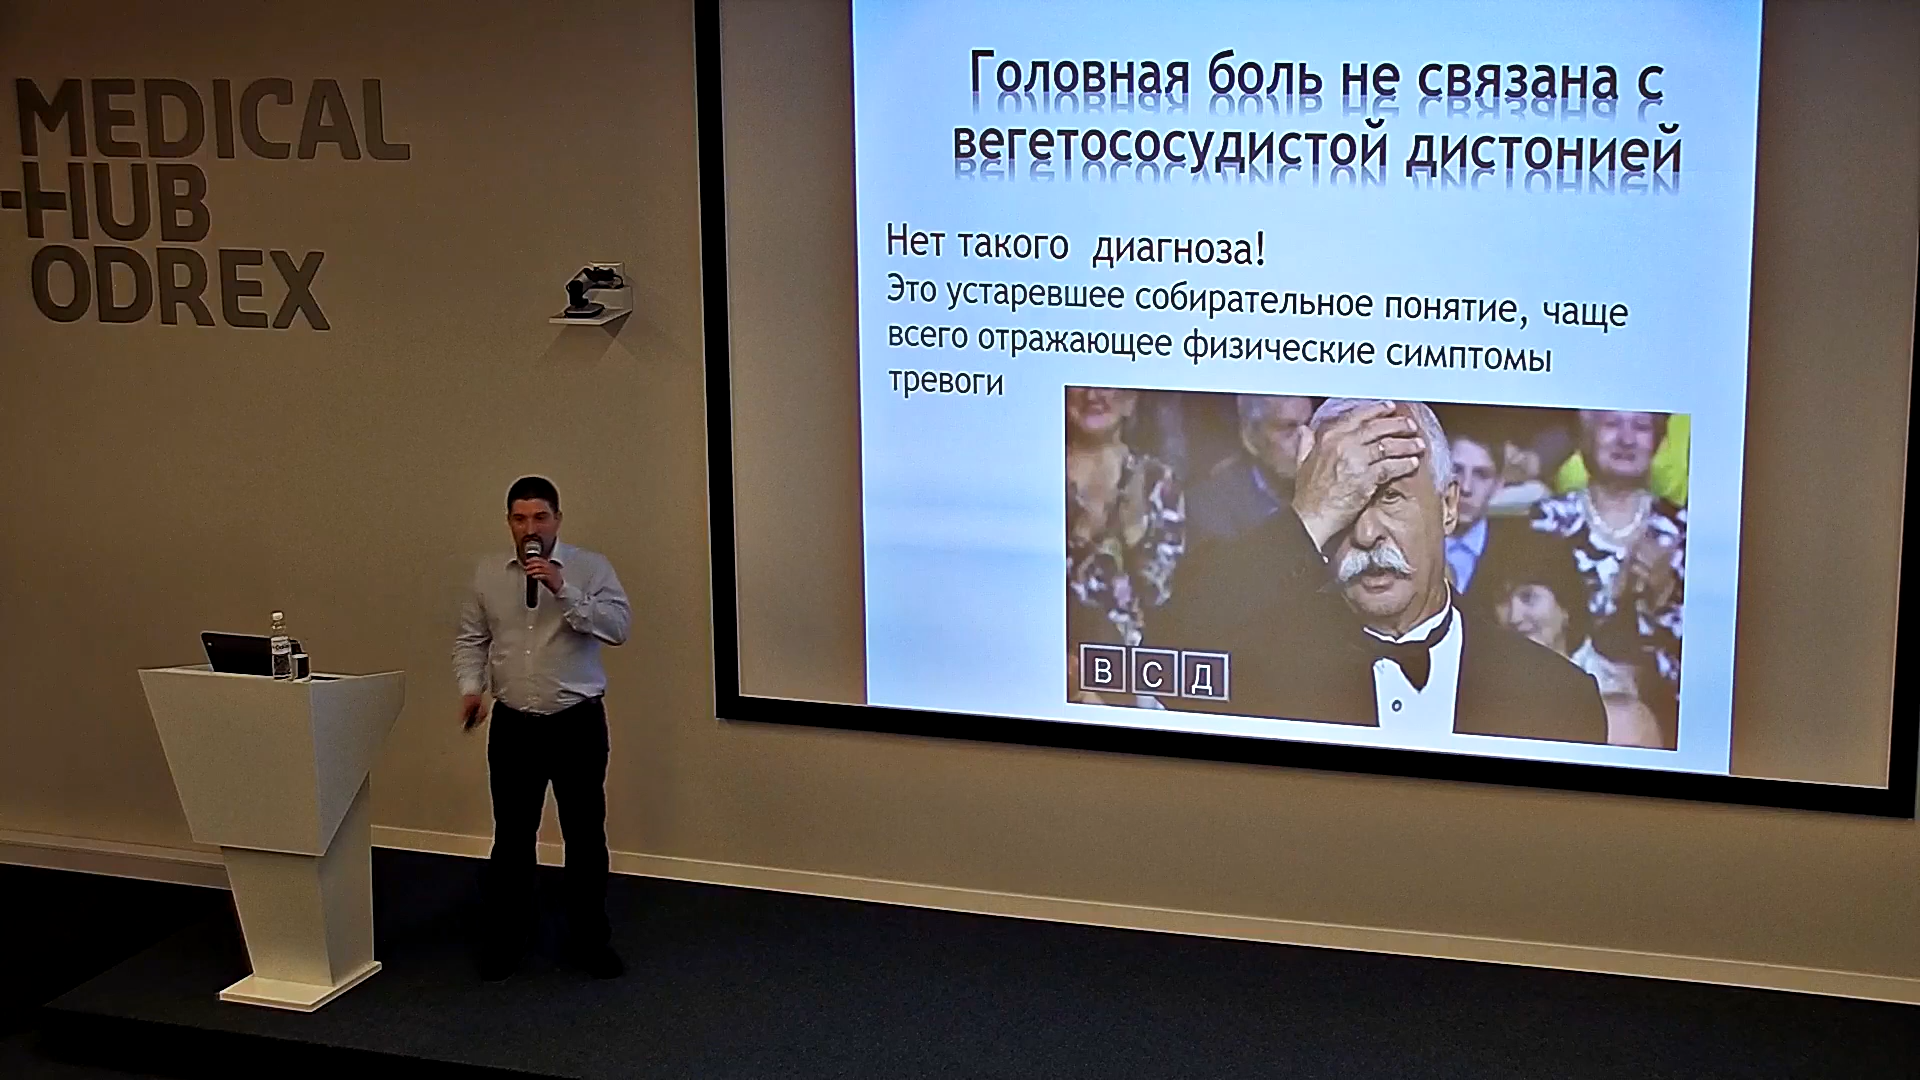 MEDICAL
HUB
ODREX
Головная боль не связана с
вегетососудистой дистонией
Нет такого диагноза!
Это устаревшее собирательное понятие, чаще
всего отражающее физические симптомы
тревоги
ВСД